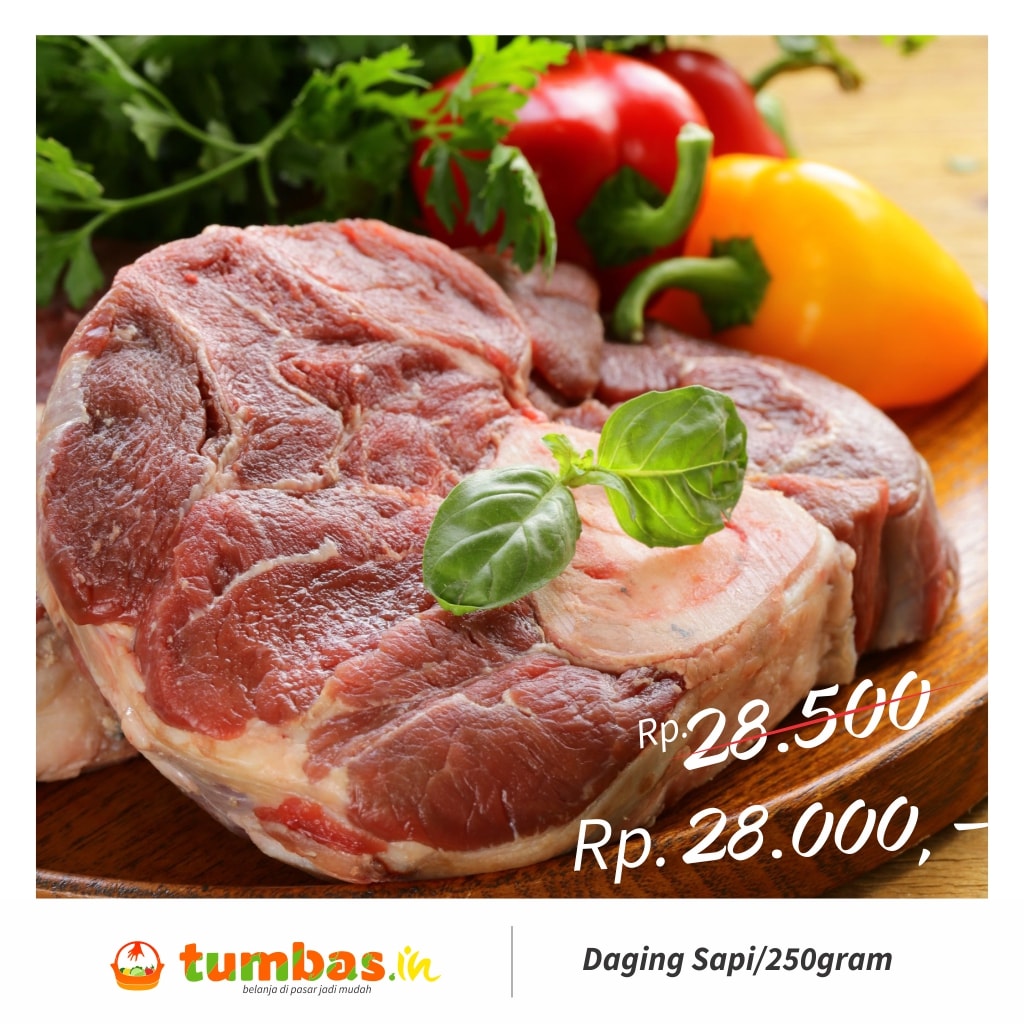 Rp.28.500
Rp. 28.000,-
tumbas.in
belanja di pasar jadi mudah
Daging Sapi/250gram